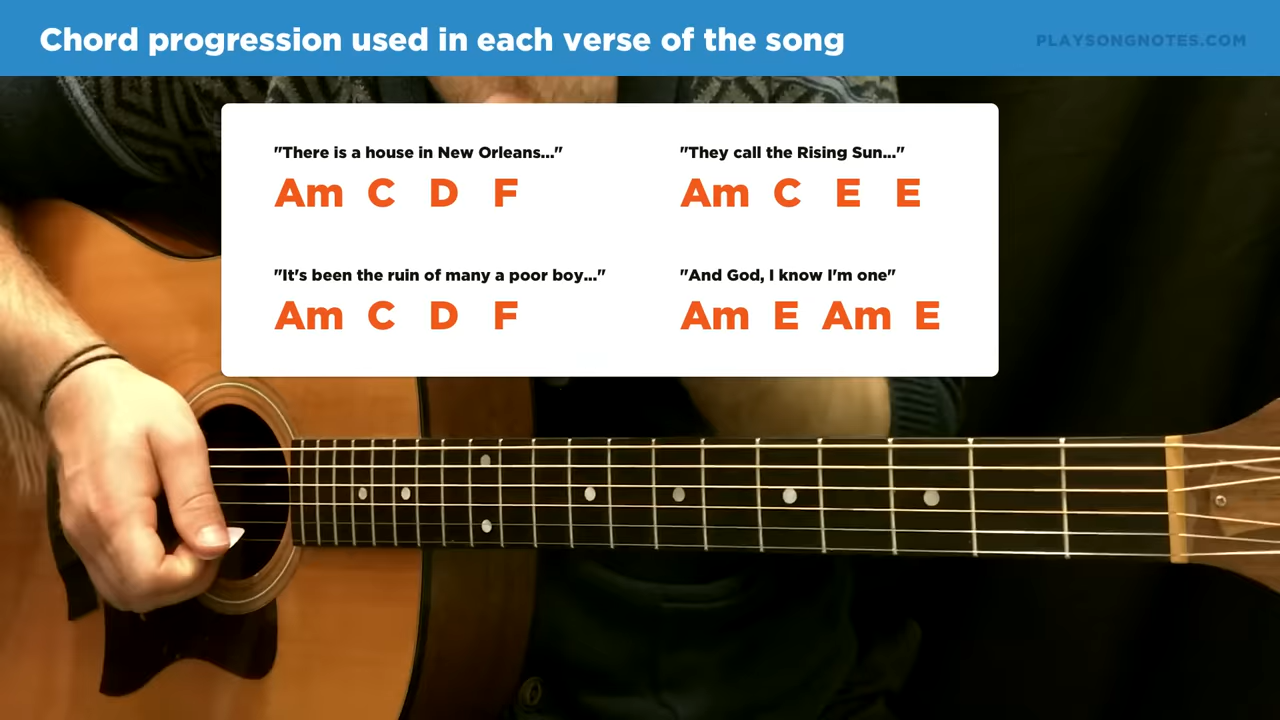 Chord progression used in each verse of the song
PLAYSONGNOTES.COM
"There is a house in New Orleans..."
Am C D F
"They call the Rising Sun..."
Am C E E
"It's been the ruin of many a poor boy..."
Am C D F
"And God, I know I'm one"
Am E Am E